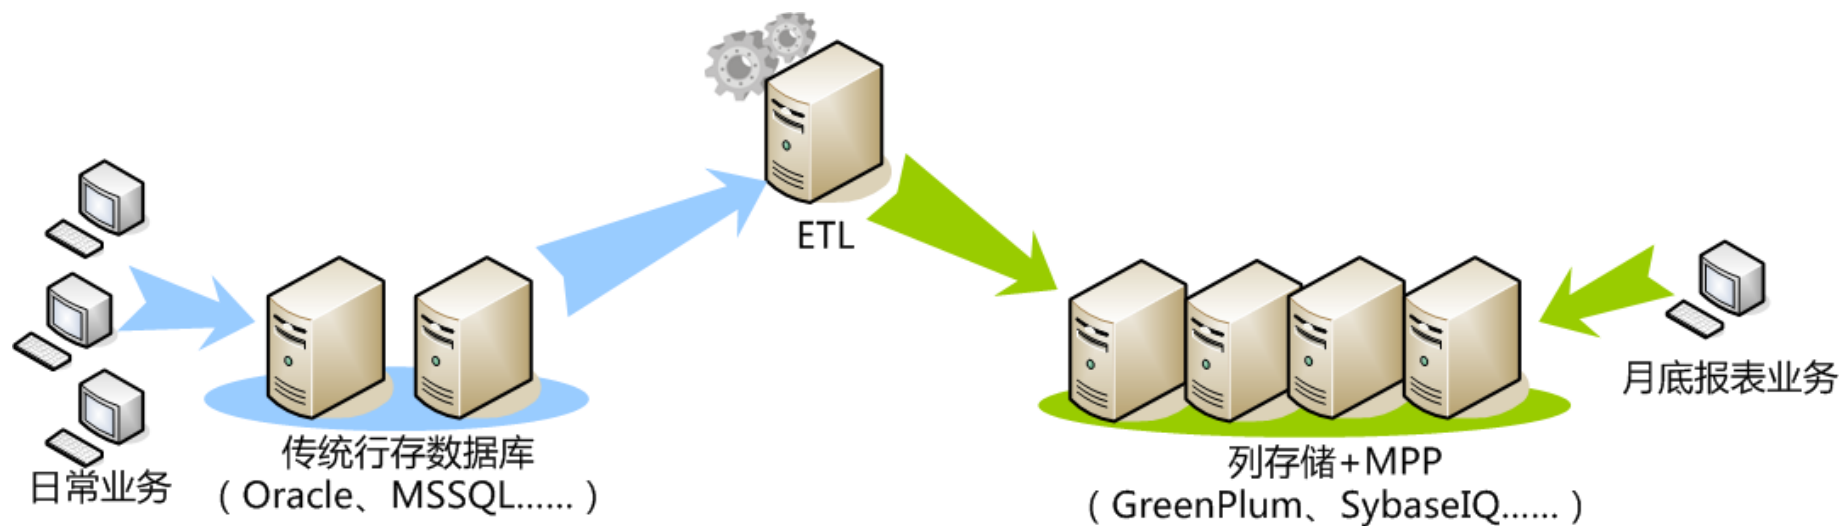 ETL
日常业务
传统行存数据库
（Oracle、MSSQL……）
列存储+MPP
（GreenPlum、SybaseIQ……）
月底报表业务